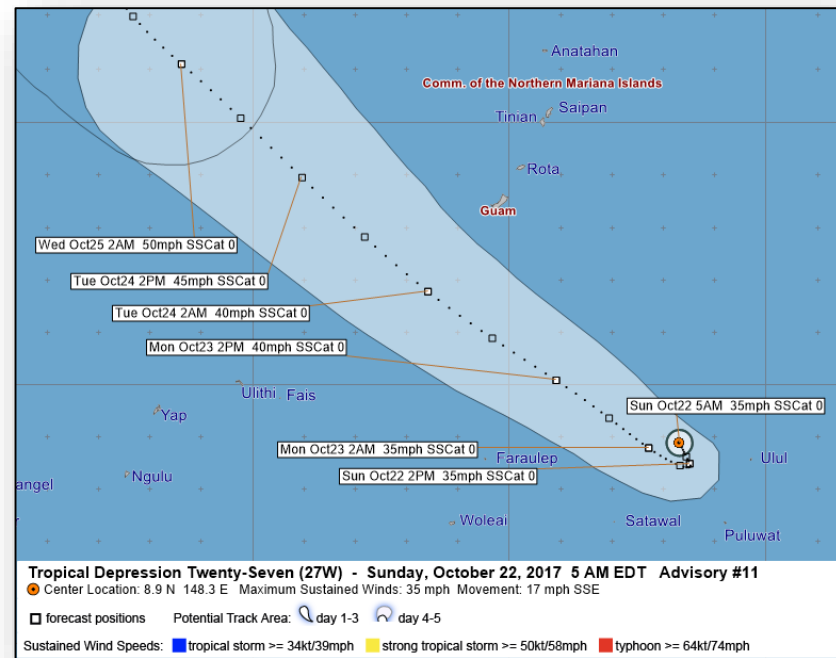 Anatahan
Comm. of the Northern Mariana Islands
Saipan
Tinian
Rota
Guam
Wed Oct25 2AM 50mph SSCat 0
Tue Oct24 2PM 45mph SSCat 0
Tue Oct24 2AM 40mph SSCat 0
Mon Oct23 2PM 40mph SSCat 0
Ulithi Fais
Sun Oct22 5AM 35mph SSCat 0
Yap
Mon Oct23 2AM 35mph SSCat 0
Faraulep
Ulul
Sun Oct22 2PM 35mph SSCat 0
Ngulu
angel
r
Woleai
Satawal
Puluwat
Tropical Depression Twenty-Seven (27W) - Sunday, October 22, 2017 5 AM EDT Advisory #11
Center Location: 8.9 N 148.3 E Maximum Sustained Winds: 35 mph Movement: 17 mph SSE
forecast positions Potential Track Area: day 1-3 day 4-5
Sustained Wind Speeds: tropical storm >= 34kt/39mph strong tropical storm >= 50kt/58mph typhoon >= 64kt/74mph